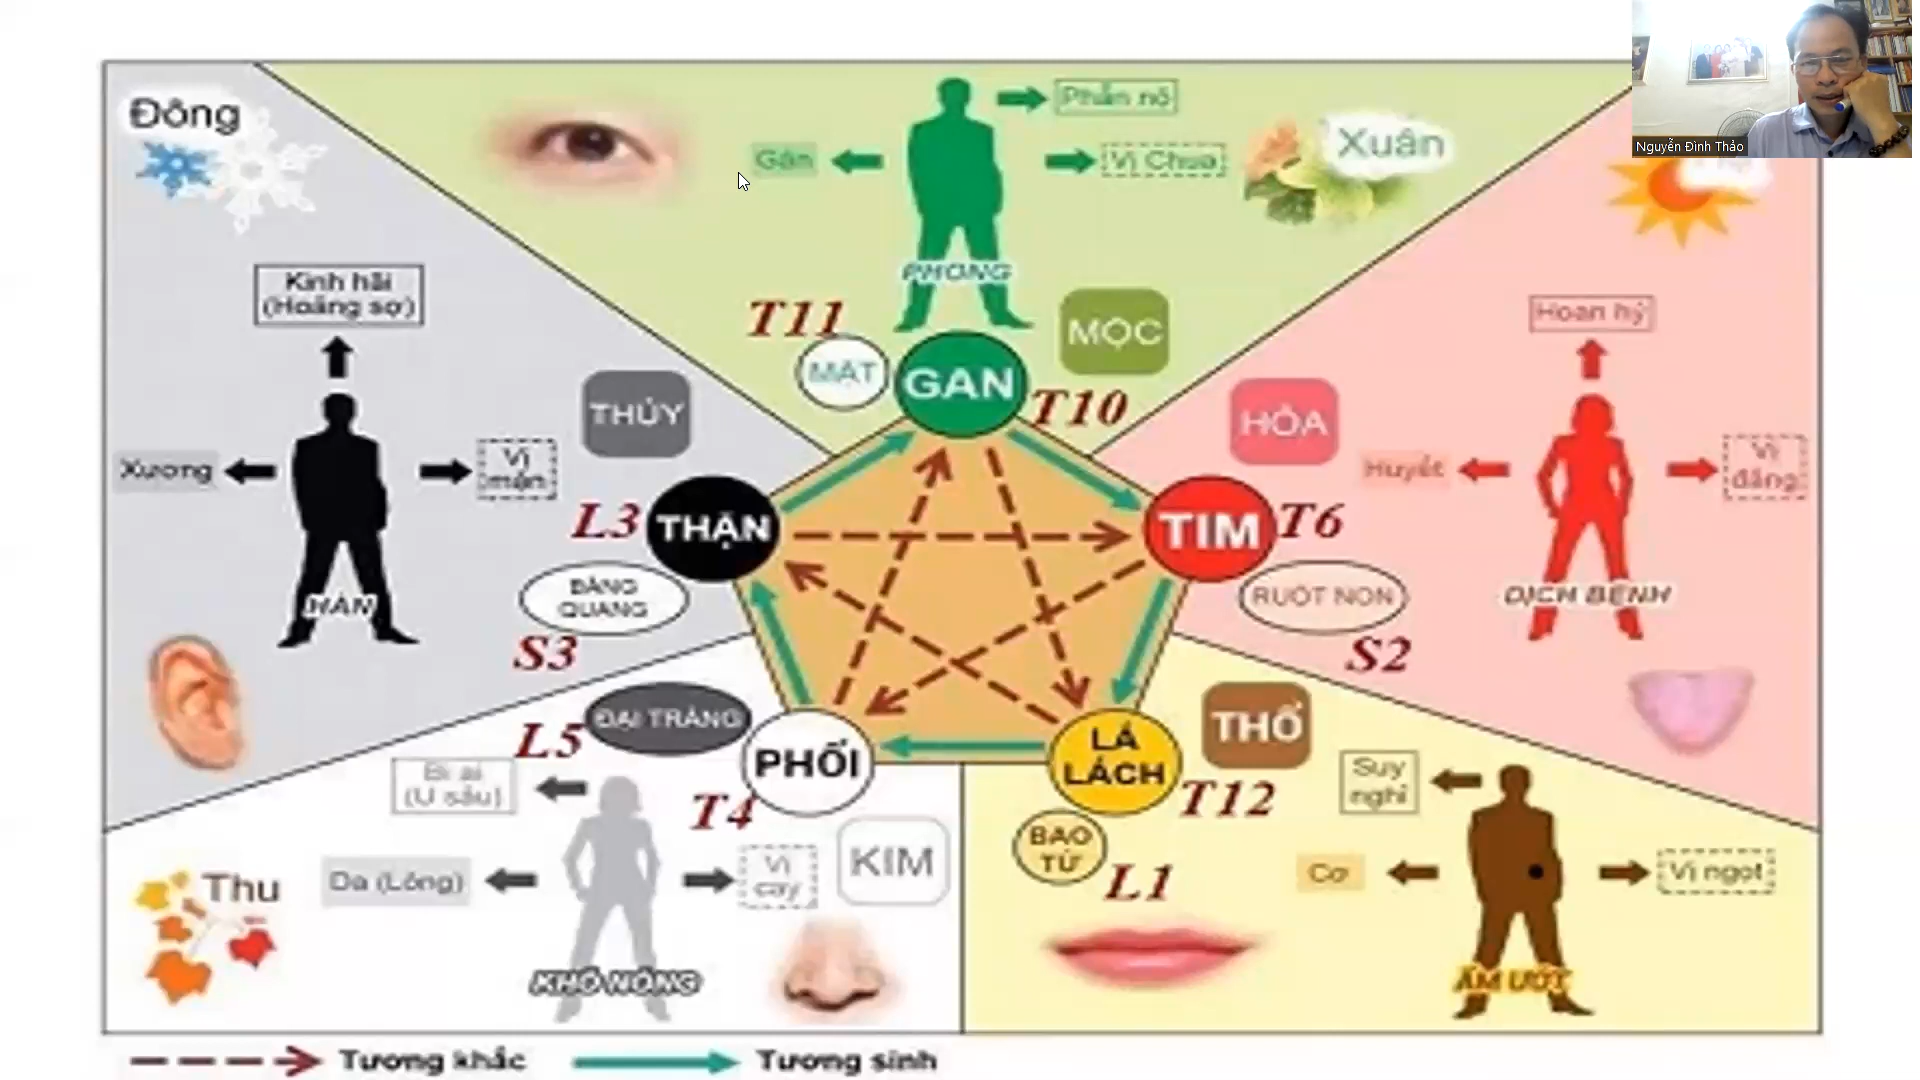 Nguyễn Đình Thảo
Đông
Phẫn nộ
Gân
Vị Chua
Xuân
PHONG
Kinh hãi
(Hoảng sợ)
T11
MỘC
Hoan hỷ
MẬT
GAN
T10
THỦY
HỎA
Xương
Vị
mặn
Huyết
Vị
đắng
L3
THẬN
TIM
T6
HÀN
BÀNG
QUANG
RUỘT NON
DỊCH BỆNH
S3
S2
ĐẠI TRÀNG
THỔ
L5
PHỔI
LÁ
LÁCH
Bi ai
(U sầu)
Suy
nghĩ
T4
T12
BAO
TỬ
KIM
Thu
Da (Lông)
Vị
cay
L1
Cơ
Vị ngọt
KHÔ NÓNG
ẨM ƯỚT
Tương khắc
Tương sinh